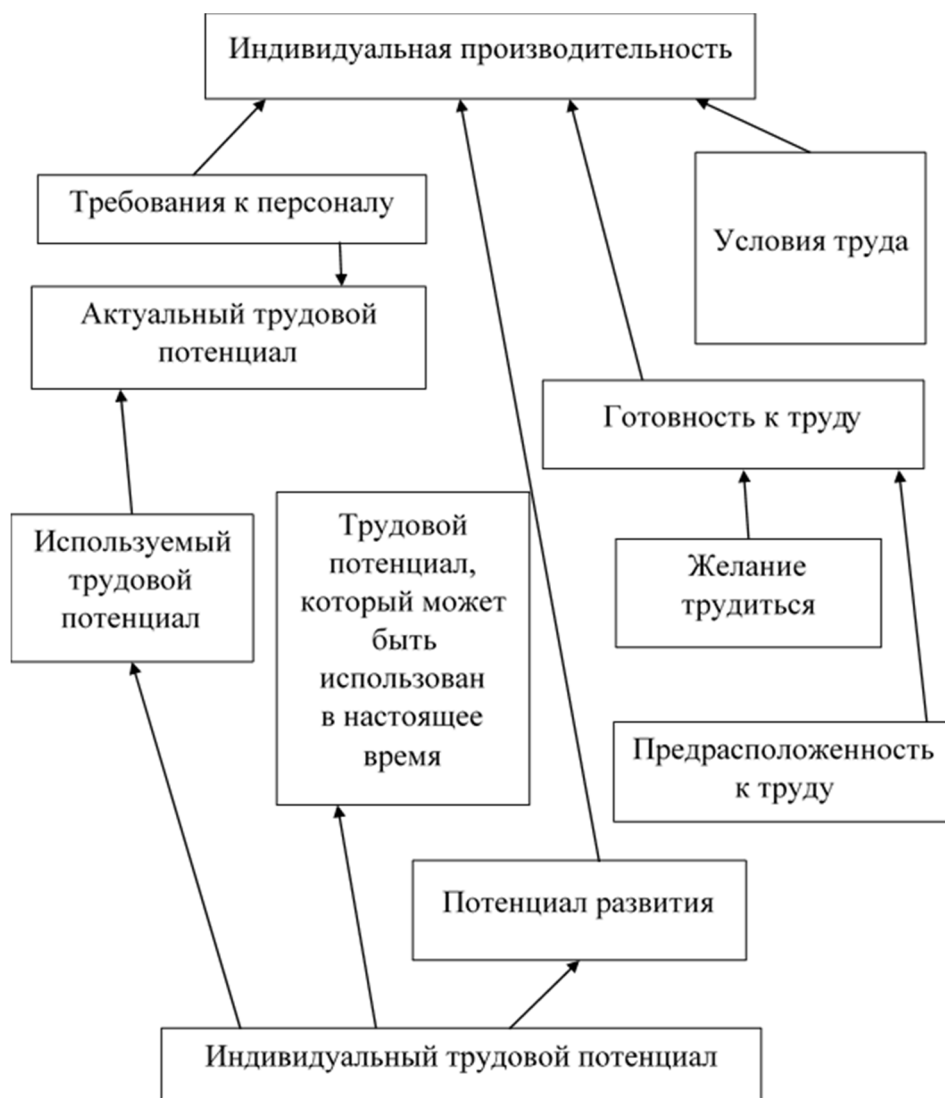 Индивидуальная производительность
Требования к персоналу
Условия труда
Актуальный трудовой
потенциал
Готовность к труду
Используемый
трудовой
потенциал
Трудовой
потенциал,
который может
быть
использован
в настоящее
время
Желание
трудиться
Предрасположенность
к труду
Потенциал развития
Индивидуальный трудовой потенциал